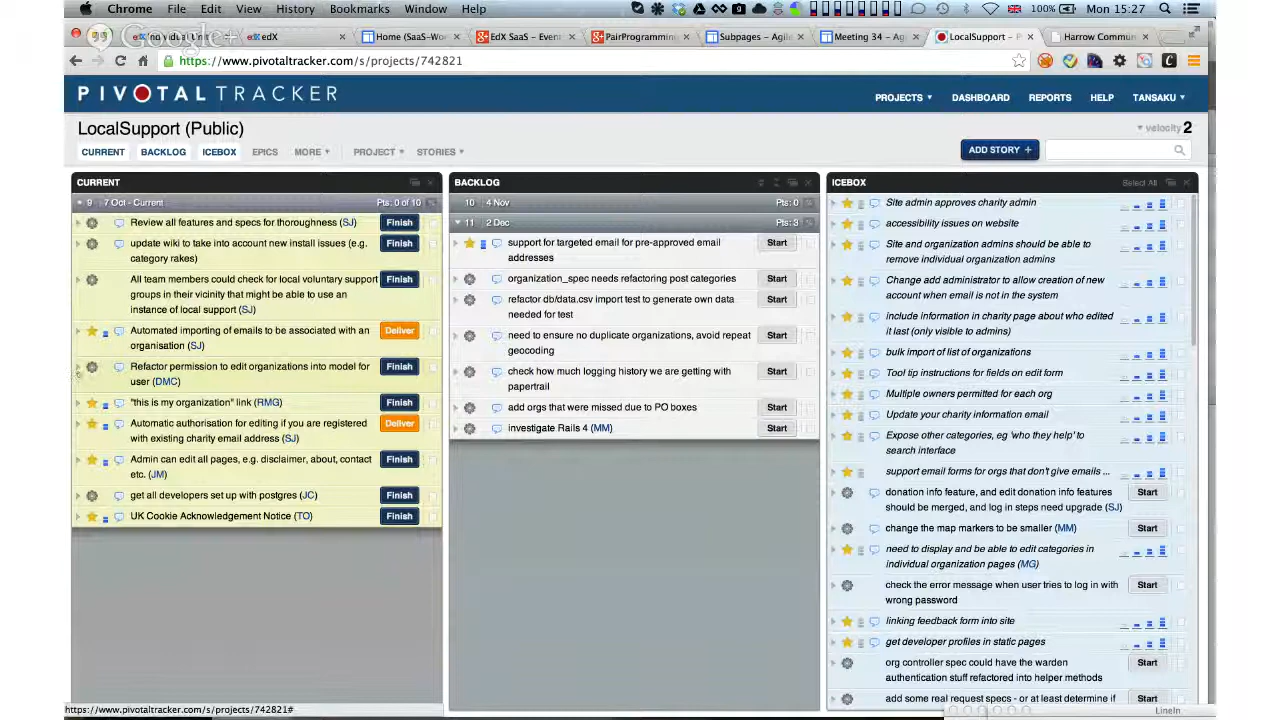 Chrome File Edit View History Bookmarks Window Help 100% Mon 15:27
Google+
edX
Home (SaaS-Wo
EdX SaaS - Even
PairProgrammin
Subpages - Agile
Meeting 34 - Ag
LocalSupport - P
Harrow Commun
https://www.pivotaltracker.com/s/projects/742821
PIVOTALTRACKER
PROJECTS DASHBOARD REPORTS HELP TANSAKU
LocalSupport (Public)
velocity 2
CURRENT BACKLOG ICEBOX EPICS MORE PROJECT STORIES
ADD STORY +
CURRENT
9 7 Oct - Current Pts: 0 of 10
Review all features and specs for thoroughness (SJ) Finish
update wiki to take into account new install issues (e.g. Finish
category rakes)
All team members could check for local voluntary support Finish
groups in their vicinity that might be able to use an
instance of local support (SJ)
Automated importing of emails to be associated with an Deliver
organisation (SJ)
Refactor permission to edit organizations into model for Finish
user (DMC)
"this is my organization" link (RMG) Finish
Automatic authorisation for editing if you are registered Deliver
with existing charity email address (SJ)
Admin can edit all pages, e.g. disclaimer, about, contact Finish
etc. (JM)
get all developers set up with postgres (JC) Finish
UK Cookie Acknowledgement Notice (TO) Finish
BACKLOG
10 4 Nov Pts: 0
11 2 Dec Pts: 3
support for targeted email for pre-approved email Start
addresses
organization_spec needs refactoring post categories Start
refactor db/data.csv import test to generate own data Start
needed for test
need to ensure no duplicate organizations, avoid repeat Start
geocoding
check how much logging history we are getting with Start
papertrail
add orgs that were missed due to PO boxes Start
investigate Rails 4 (MM) Start
ICEBOX Select All
Site admin approves charity admin
accessibility issues on website
Site and organization admins should be able to
remove individual organization admins
Change add administrator to allow creation of new
account when email is not in the system
include information in charity page about who edited
it last (only visible to admins)
bulk import of list of organizations
Tool tip instructions for fields on edit form
Multiple owners permitted for each org
Update your charity information email
Expose other categories, eg 'who they help' to
search interface
support email forms for orgs that don't give emails ...
donation info feature, and edit donation info features Start
should be merged, and log in steps need upgrade (SJ)
change the map markers to be smaller (MM) Start
need to display and be able to edit categories in
individual organization pages (MG)
check the error message when user tries to log in with Start
wrong password
linking feedback form into site
get developer profiles in static pages
org controller spec could have the warden Start
authentication stuff refactored into helper methods
add some real request specs - or at least determine if Start
https://www.pivotaltracker.com/s/projects/742821#
LineIn